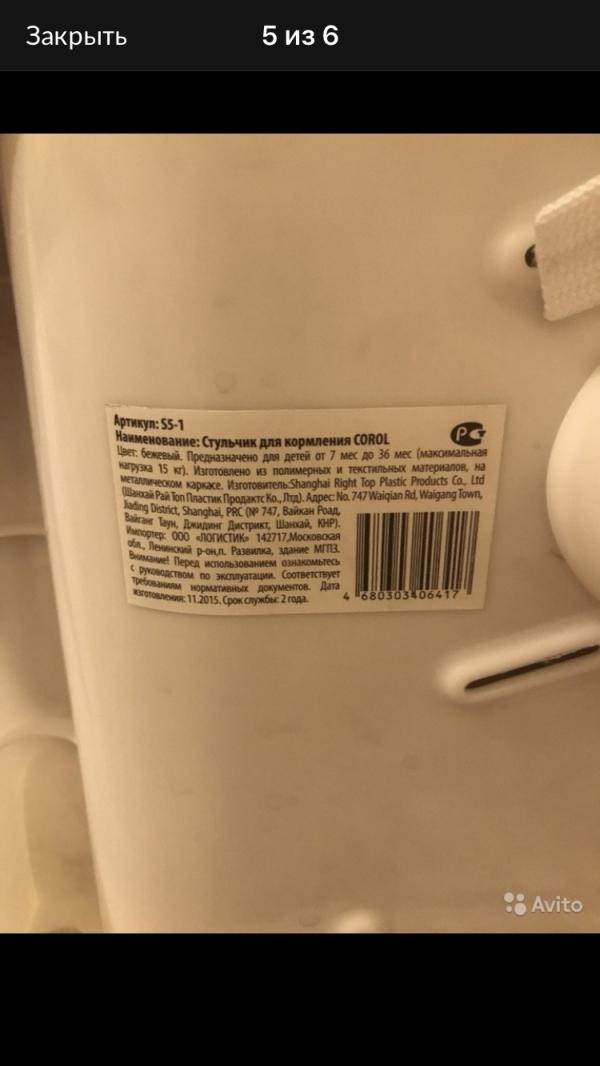 Закрыть
5 из 6
Артикул: S5-1
Наименование: Стульчик для кормления COROL
Цвет: бежевый. Предназначено для детей от 7 мес до 36 мес (максимальная
нагрузка 15 кг). Изготовлено из полимерных и текстильных материалов, на
металлическом каркасе. Изготовитель:Shanghai Right Top Plastic Products Co., Ltd
(Шанхай Рай Топ Пластик Продактс Ко., Лтд). Адрес: No. 747 Waiqian Rd, Waigang Town,
Jiading District, Shanghai, PRC (№ 747, Вайкан Роад,
Вайганг Таун, Джидинг Дистрикт, Шанхай, КНР).
Импортер: ООО «ЛОГИСТИК» 142717,Московская
обл., Ленинский р-он,п. Развилка, здание МГПЗ.
Внимание! Перед использованием ознакомьтесь
с руководством по эксплуатации. Соответствует
требованиям нормативных документов. Дата
изготовления: 11.2015. Срок службы: 2 года.
4 680303406417
Avito